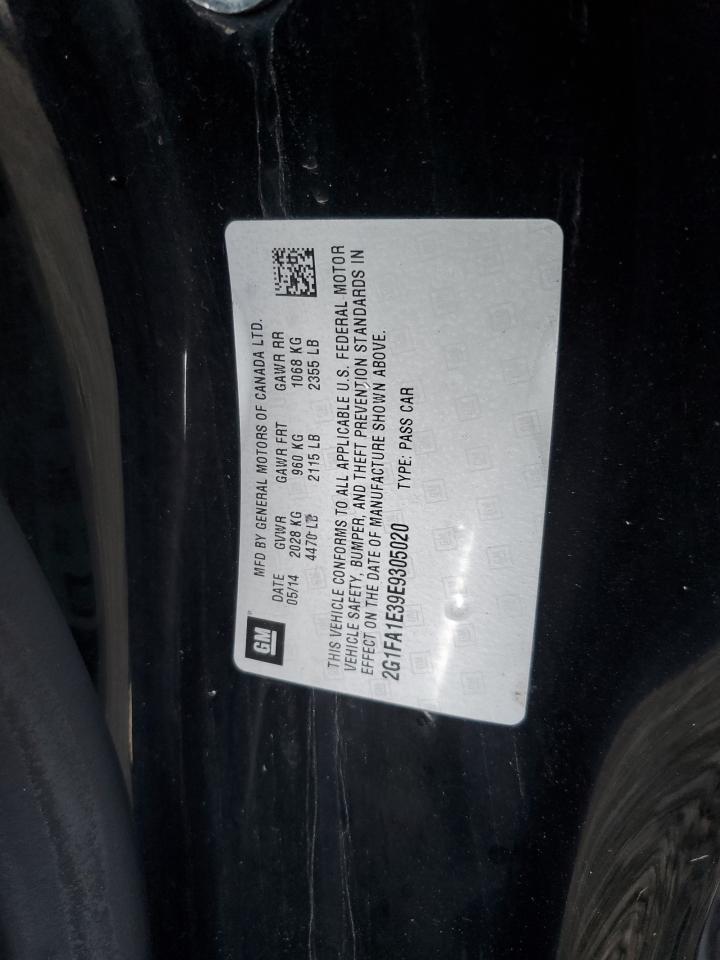 GM
MFD BY GENERAL MOTORS OF CANADA LTD.
DATE GVWR GAWR FRT GAWR RR
05/14 2028 KG 960 KG 1068 KG
4470 LB 2115 LB 2355 LB
THIS VEHICLE CONFORMS TO ALL APPLICABLE U.S. FEDERAL MOTOR
VEHICLE SAFETY, BUMPER, AND THEFT PREVENTION STANDARDS IN
EFFECT ON THE DATE OF MANUFACTURE SHOWN ABOVE.
2G1FA1E39E9305020 TYPE: PASS CAR